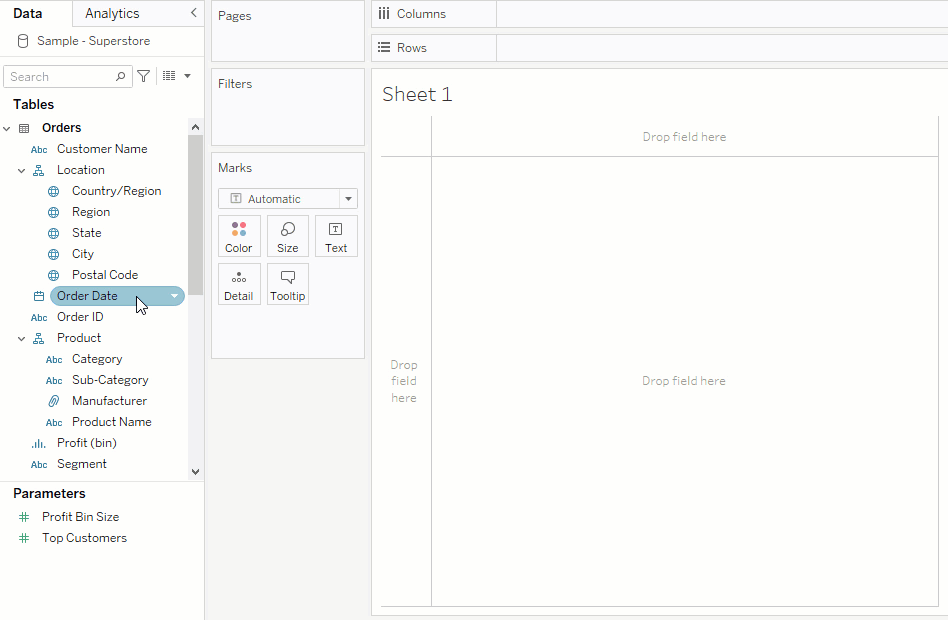 Data
Analytics
Sample - Superstore
Search
Tables
Orders
Abc Customer Name
Location
Country/Region
Region
State
City
Postal Code
Order Date
Abc Order ID
Product
Abc Category
Abc Sub-Category
Manufacturer
Abc Product Name
Profit (bin)
Abc Segment
Parameters
Profit Bin Size
Top Customers
Pages
Filters
Marks
T Automatic
Color
Size
T
Text
Detail
Tooltip
Columns
Rows
Sheet 1
Drop field here
Drop
field
here
Drop field here